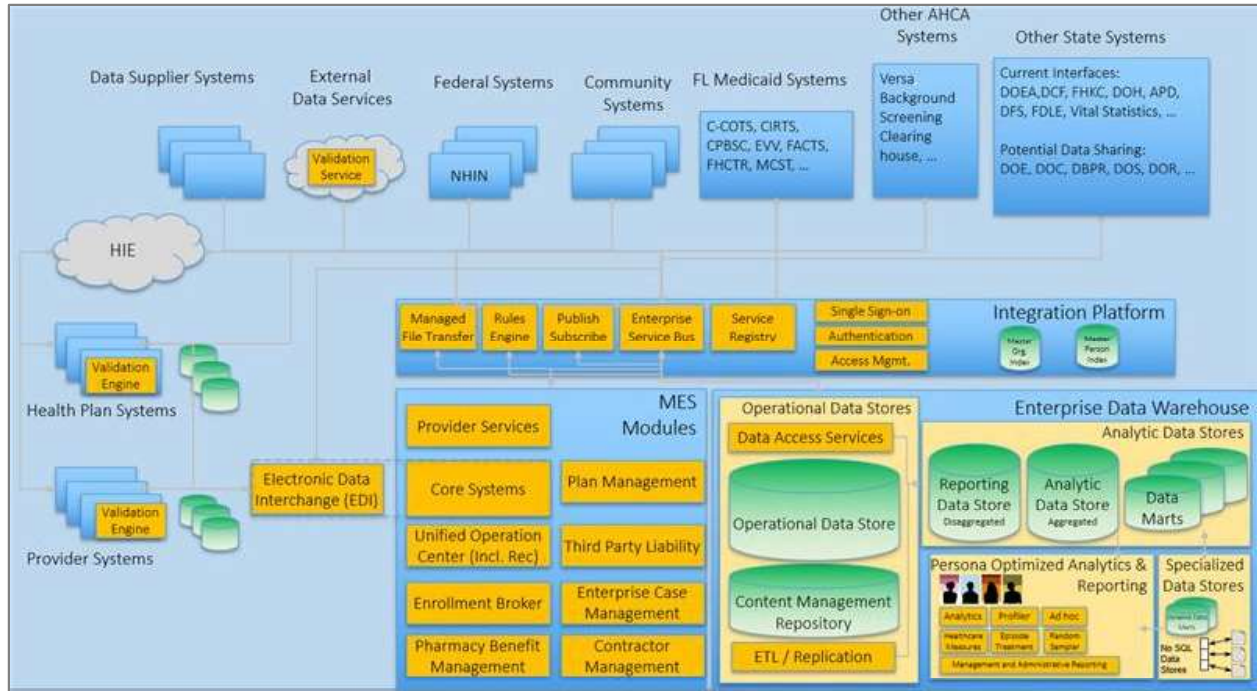 Other AHCA
Systems
Other State Systems
Data Supplier Systems
External
Data Services
Federal Systems
Community
Systems
FL Medicaid Systems
Versa
Background
Screening
Clearing
house, ...
Current Interfaces:
DOEA,DCF, FHKC, DOH, APD,
DFS, FDLE, Vital Statistics, ...
Potential Data Sharing:
DOE, DOC, DBPR, DOS, DOR, ...
C-COTS, CIRTS,
CPBSC, EVV, FACTS,
FHCTR, MCST, ...
Validation
Service
NHIN
HIE
Managed
File Transfer
Rules
Engine
Publish
Subscribe
Enterprise
Service Bus
Service
Registry
Single Sign-on
Authentication
Access Mgmt.
Integration Platform
Master
Org
Index
Master
Person
Index
Validation
Engine
Health Plan Systems
Validation
Engine
Provider Systems
Electronic Data
Interchange (EDI)
MES
Modules
Provider Services
Core Systems
Plan Management
Unified Operation
Center (Incl. Rec)
Third Party Liability
Enrollment Broker
Enterprise Case
Management
Pharmacy Benefit
Management
Contractor
Management
Operational Data Stores
Data Access Services
Operational Data Store
Content Management
Repository
ETL / Replication
Enterprise Data Warehouse
Analytic Data Stores
Reporting
Data Store
Disaggregated
Analytic
Data Store
Aggregated
Data
Marts
Persona Optimized Analytics &
Reporting
Analytics
Profiler
Ad hoc
Healthcare
Measures
Episode
Treatment
Random
Sampler
Management and Administrative Reporting
Specialized
Data Stores
Data
Marts
No SQL
Data
Stores